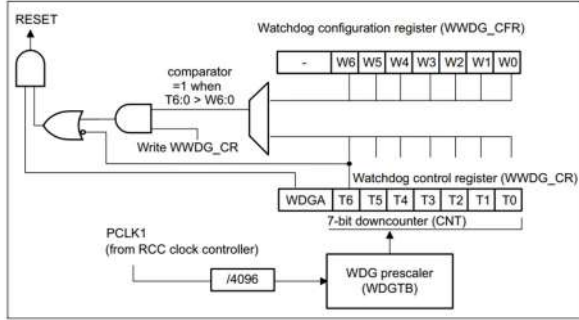 RESET
Watchdog configuration register (WWDG_CFR)
- W6 W5 W4 W3 W2 W1 W0
comparator
=1 when
T6:0 > W6:0
Write WWDG_CR
Watchdog control register (WWDG_CR)
WDGA T6 T5 T4 T3 T2 T1 T0
7-bit downcounter (CNT)
PCLK1
(from RCC clock controller)
/4096
WDG prescaler
(WDGTB)